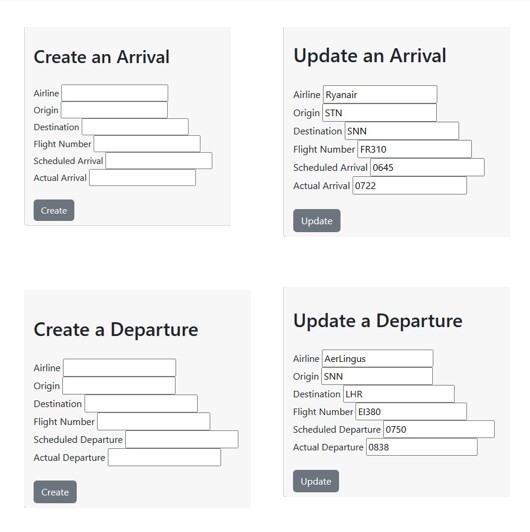 Create an Arrival
Airline
Origin
Destination
Flight Number
Scheduled Arrival
Actual Arrival
Create
Update an Arrival
Airline Ryanair
Origin STN
Destination SNN
Flight Number FR310
Scheduled Arrival 0645
Actual Arrival 0722
Update
Create a Departure
Airline
Origin
Destination
Flight Number
Scheduled Departure
Actual Departure
Create
Update a Departure
Airline AerLingus
Origin SNN
Destination LHR
Flight Number EI380
Scheduled Departure 0750
Actual Departure 0838
Update